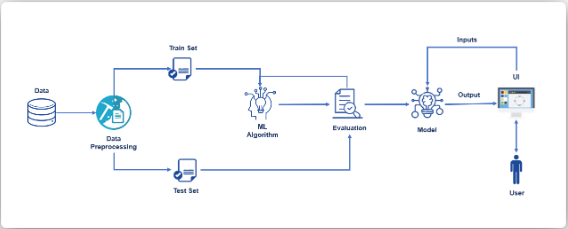 Train Set
Inputs
Data
UI
Output
ML
Algorithm
Evaluation
Model
Data
Preprocessing
Test Set
User